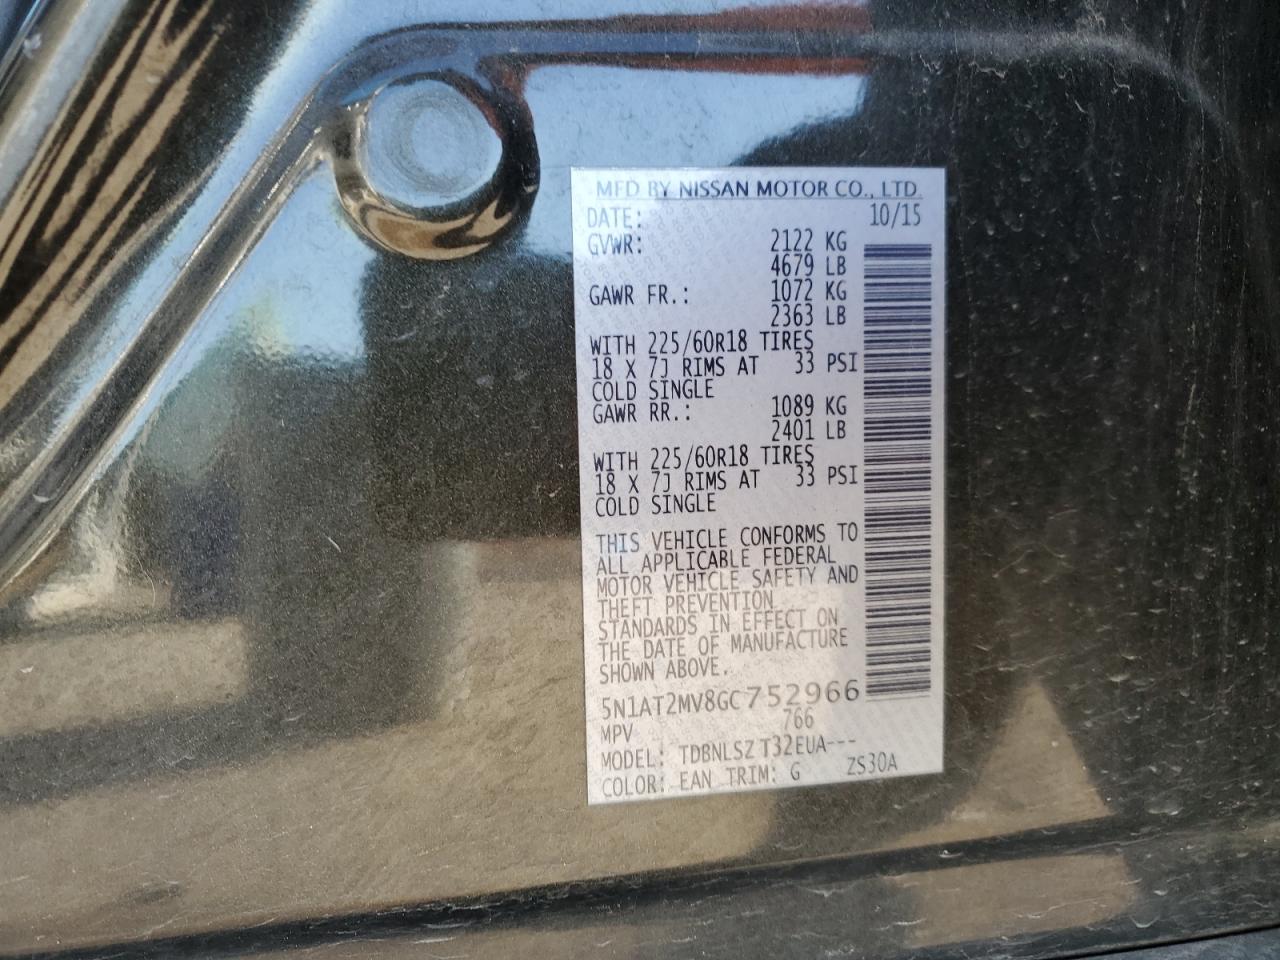 MFD BY NISSAN MOTOR CO., LTD.
DATE: 10/15
GVWR: 2122 KG
4679 LB
GAWR FR.: 1072 KG
2363 LB
WITH 225/60R18 TIRES
18 X 7J RIMS AT 33 PSI
COLD SINGLE
GAWR RR.: 1089 KG
2401 LB
WITH 225/60R18 TIRES
18 X 7J RIMS AT 33 PSI
COLD SINGLE
THIS VEHICLE CONFORMS TO
ALL APPLICABLE FEDERAL
MOTOR VEHICLE SAFETY AND
THEFT PREVENTION
STANDARDS IN EFFECT ON
THE DATE OF MANUFACTURE
SHOWN ABOVE.
5N1AT2MV8GC752966
MPV 766
MODEL: TDBNLSZ T32EUA---
COLOR: EAN TRIM: G ZS30A